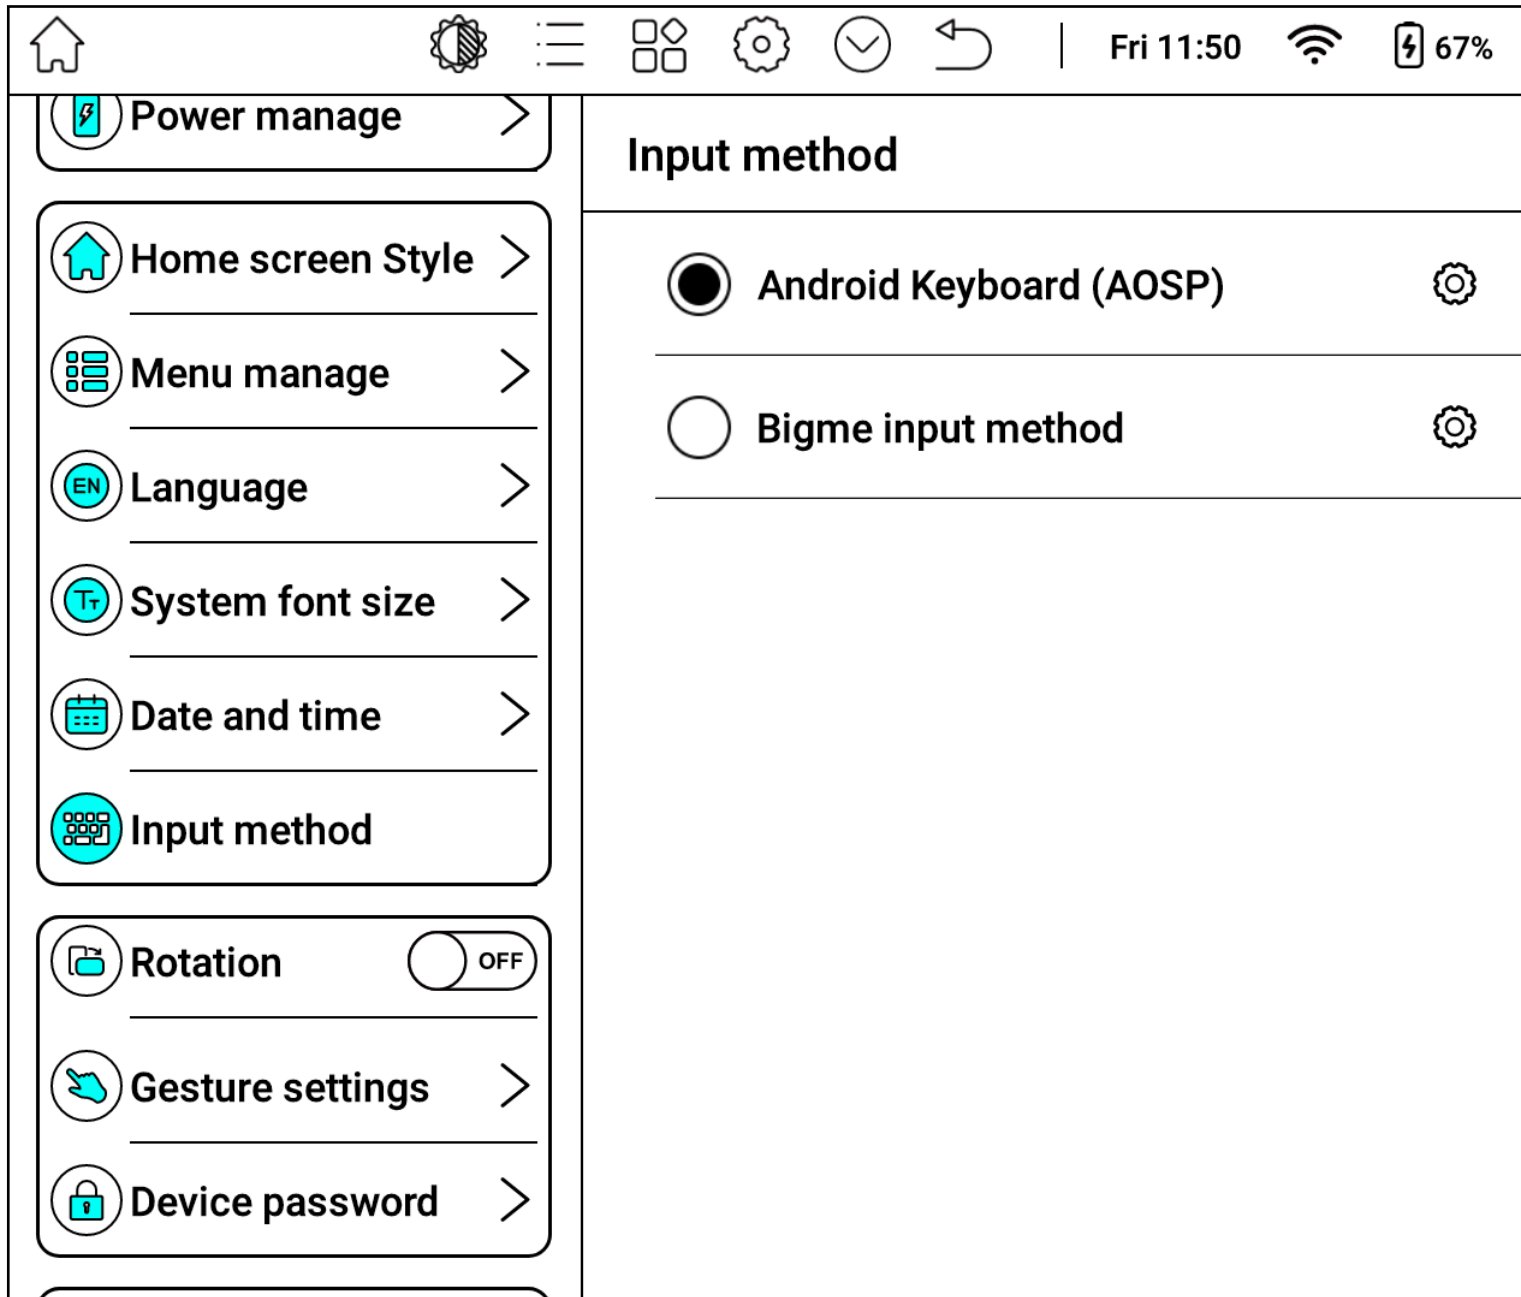 Fri 11:50
67%
Power manage
Home screen Style
Menu manage
EN
Language
TT
System font size
Date and time
Input method
Rotation
OFF
Gesture settings
Device password
Input method
Android Keyboard (AOSP)
Bigme input method